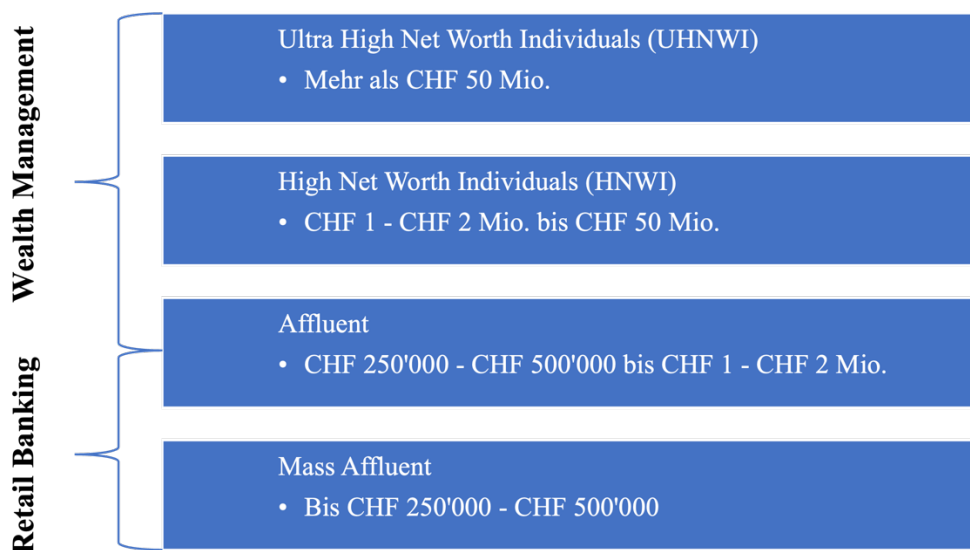 Wealth Management
Ultra High Net Worth Individuals (UHNWI)
• Mehr als CHF 50 Mio.
High Net Worth Individuals (HNWI)
• CHF 1 - CHF 2 Mio. bis CHF 50 Mio.
Retail Banking
Affluent
• CHF 250'000 - CHF 500'000 bis CHF 1 - CHF 2 Mio.
Mass Affluent
• Bis CHF 250'000 - CHF 500'000